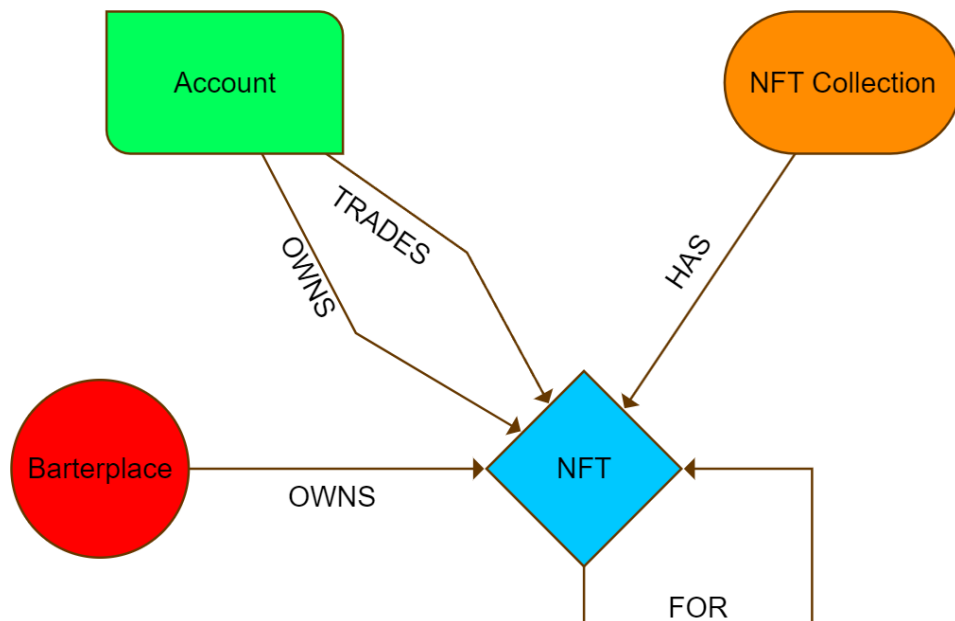 Account
NFT Collection
TRADES
OWNS
HAS
Barterplace
OWNS
NFT
FOR